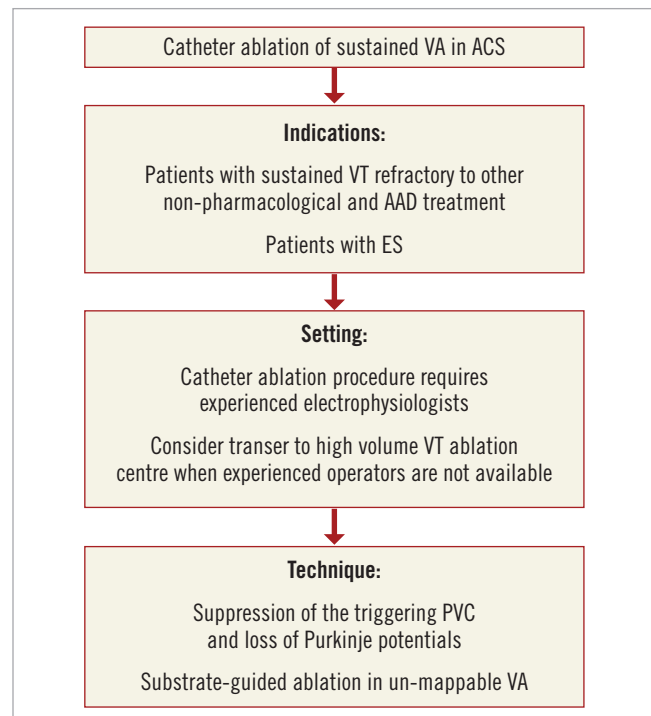 Catheter ablation of sustained VA in ACS
Indications:
Patients with sustained VT refractory to other
non-pharmacological and AAD treatment
Patients with ES
Setting:
Catheter ablation procedure requires
experienced electrophysiologists
Consider transer to high volume VT ablation
centre when experienced operators are not available
Technique:
Suppression of the triggering PVC
and loss of Purkinje potentials
Substrate-guided ablation in un-mappable VA